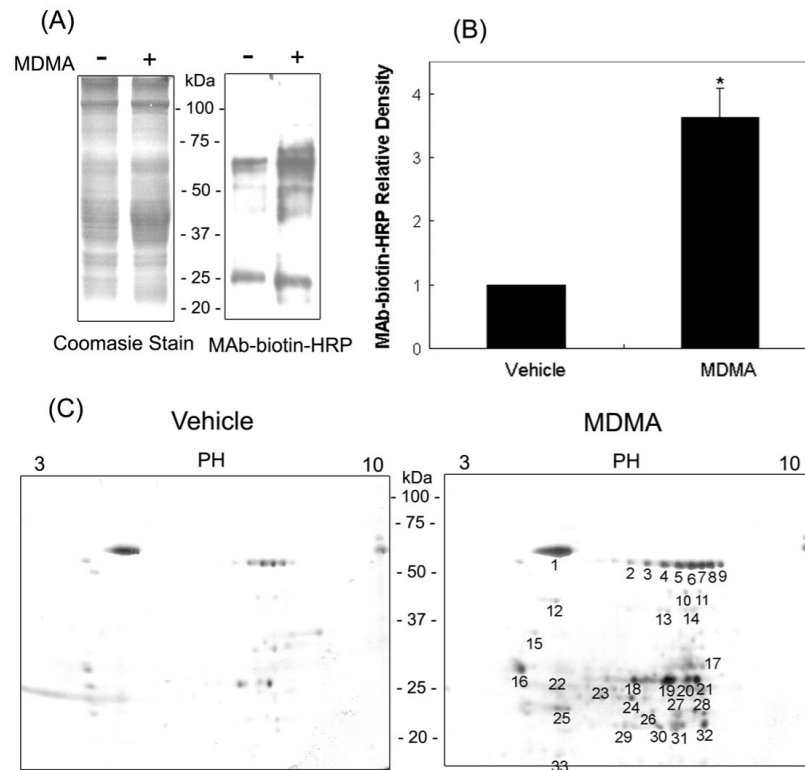 (A)
MDMA - + - +
kDa
- 100 -
- 75 -
- 50 -
- 37 -
- 25 -
- 20 -
Coomasie Stain MAb-biotin-HRP
(B)
MAb-biotin-HRP Relative Density
4
3
2
1
0
*
Vehicle MDMA
(C)
Vehicle MDMA
3 PH 10 3 PH 10
kDa
- 100 -
- 75 -
- 50 -
- 37 -
- 25 -
- 20 -
1 2 3 4 5 6 7 8 9
10 11
12 13 14
15
16 17
18 19 20 21
22 23
24 27 28
25 26
29 30 31 32
33